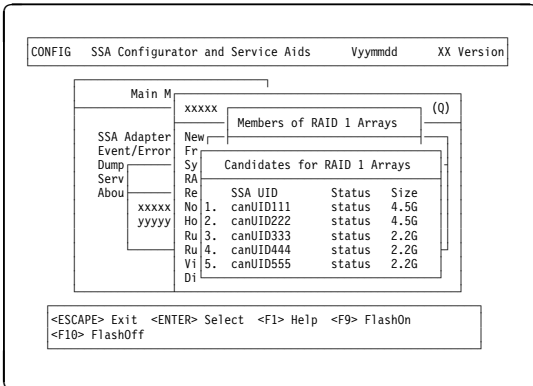 CONFIG SSA Configurator and Service Aids Vyymmdd XX Version
Main M
xxxxx (Q)
Members of RAID 1 Arrays
SSA Adapter New
Event/Error Fr
Dump Sy Candidates for RAID 1 Arrays
Serv RA
Abou Re SSA UID Status Size
xxxxx No 1. canUID111 status 4.5G
yyyyy Ho 2. canUID222 status 4.5G
Ru 3. canUID333 status 2.2G
Ru 4. canUID444 status 2.2G
Vi 5. canUID555 status 2.2G
Di
<ESCAPE> Exit <ENTER> Select <F1> Help <F9> FlashOn
<F10> FlashOff